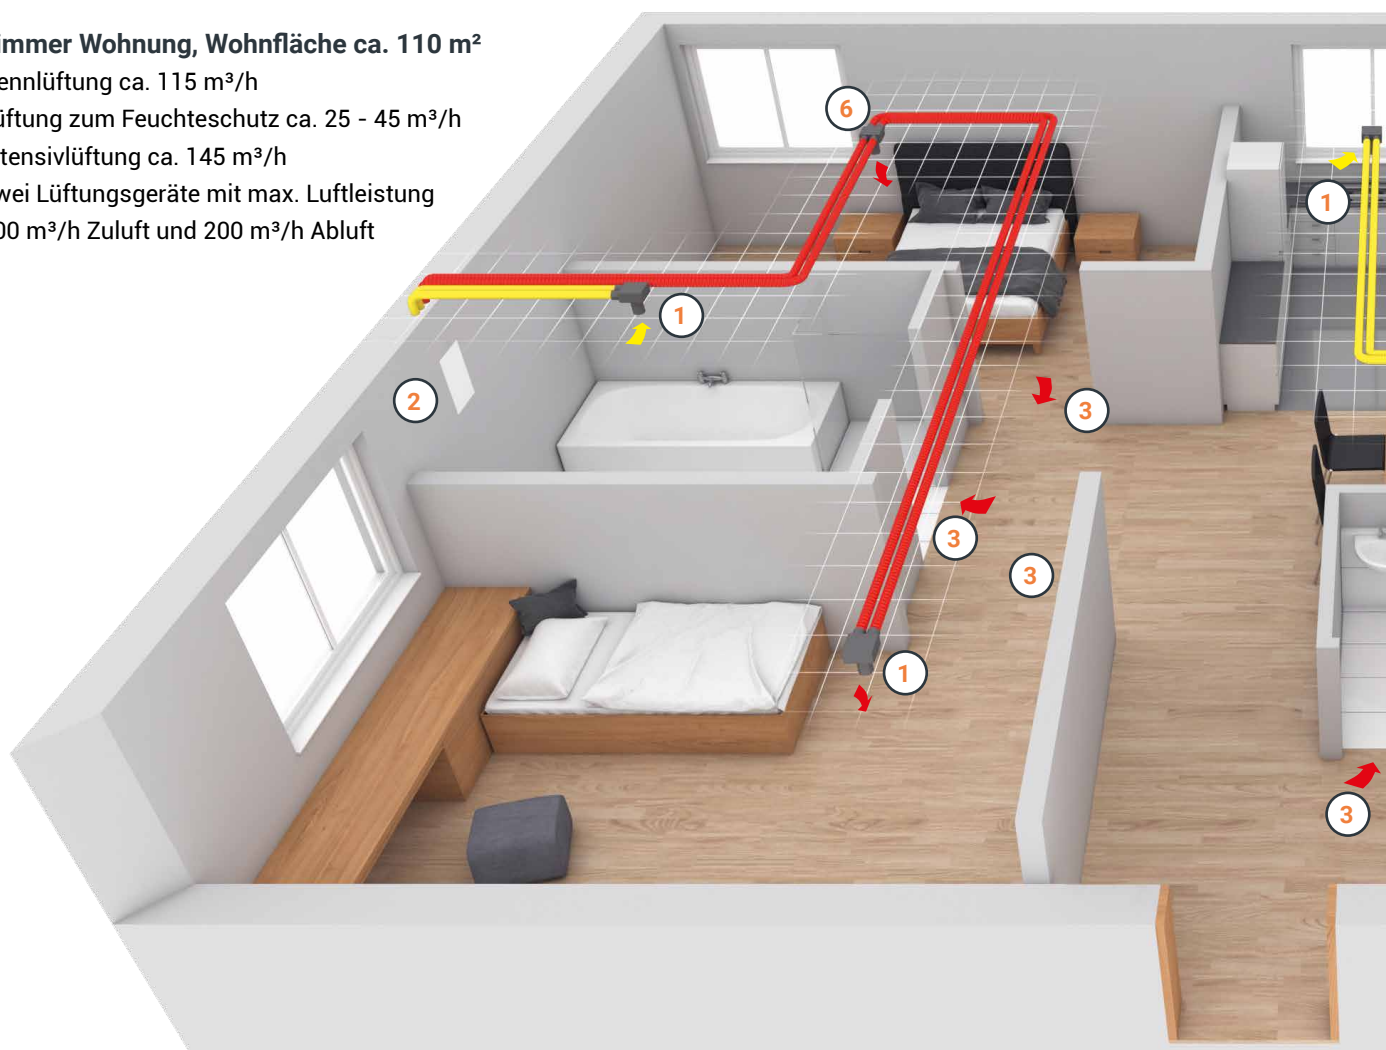 immer Wohnung, Wohnfläche ca. 110 m²
ennlüftung ca. 115 m³/h
üftung zum Feuchteschutz ca. 25 - 45 m³/h
tensivlüftung ca. 145 m³/h
wei Lüftungsgeräte mit max. Luftleistung
00 m³/h Zuluft und 200 m³/h Abluft
6
1
1
2
3
3
3
1
3